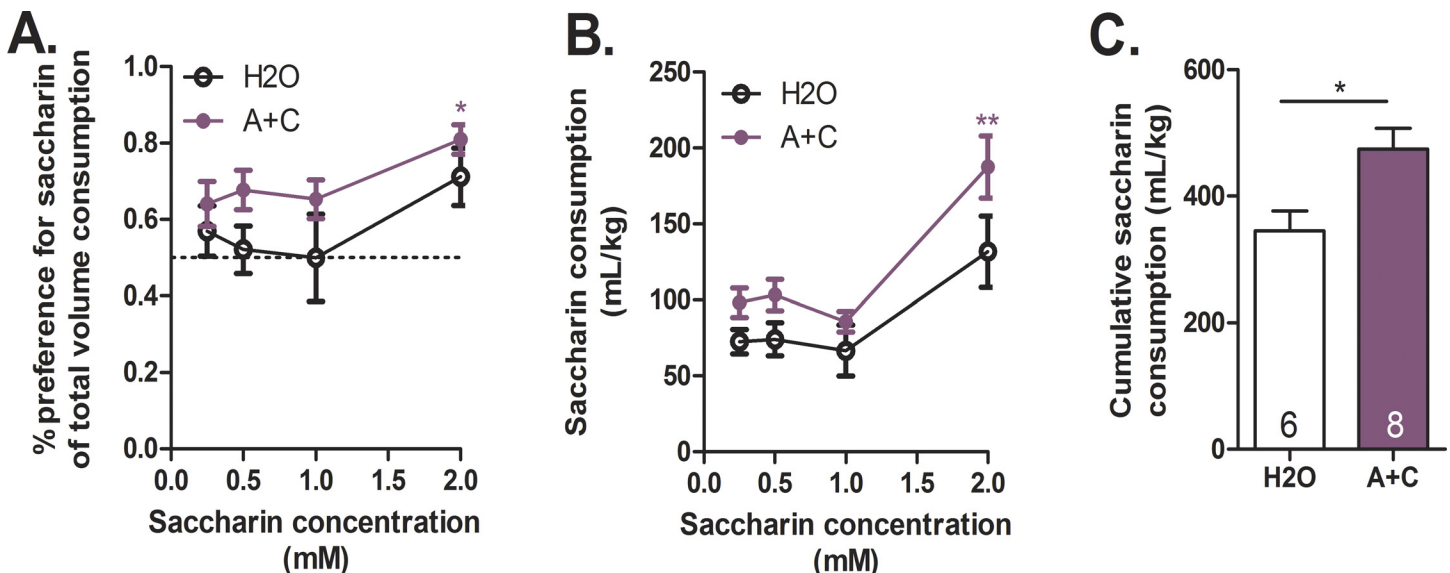 A.
%preference for saccharin
of total volume consumption
1.0
0.8
0.6
0.4
0.2
0.0
H2O
A+C
*
0.0 0.5 1.0 1.5 2.0
Saccharin concentration
(mM)
B.
Saccharin consumption
(mL/kg)
250
200
150
100
50
0
H2O
A+C
**
0.0 0.5 1.0 1.5 2.0
Saccharin concentration
(mM)
C.
Cumulative saccharin
consumption (mL/kg)
600
400
200
0
*
6 8
H2O A+C